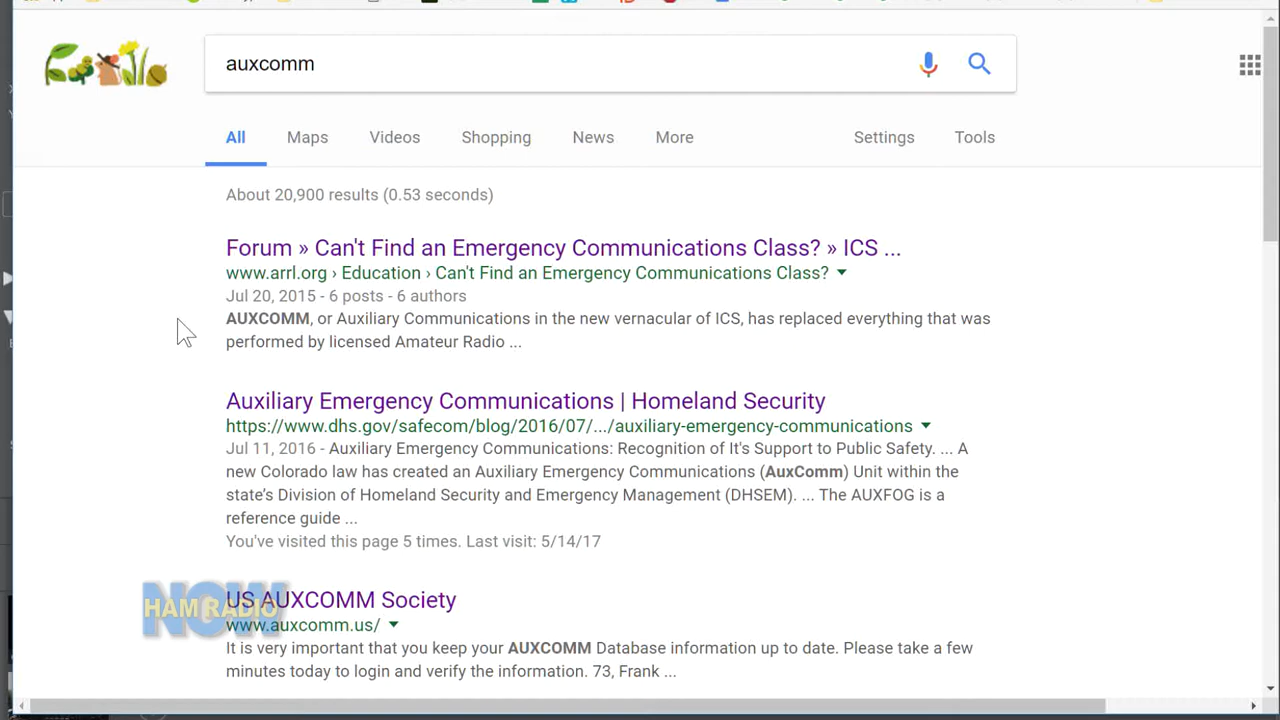 auxcomm
All Maps Videos Shopping News More Settings Tools
About 20,900 results (0.53 seconds)
Forum » Can't Find an Emergency Communications Class? » ICS ...
www.arrl.org › Education › Can't Find an Emergency Communications Class?
Jul 20, 2015 - 6 posts - 6 authors
AUXCOMM, or Auxiliary Communications in the new vernacular of ICS, has replaced everything that was
performed by licensed Amateur Radio ...
Auxiliary Emergency Communications | Homeland Security
https://www.dhs.gov/safecom/blog/2016/07/.../auxiliary-emergency-communications
Jul 11, 2016 - Auxiliary Emergency Communications: Recognition of It's Support to Public Safety. ... A
new Colorado law has created an Auxiliary Emergency Communications (AuxComm) Unit within the
state's Division of Homeland Security and Emergency Management (DHSEM). ... The AUXFOG is a
reference guide ...
You've visited this page 5 times. Last visit: 5/14/17
US AUXCOMM Society
www.auxcomm.us/
It is very important that you keep your AUXCOMM Database information up to date. Please take a few
minutes today to login and verify the information. 73, Frank ...
HAM RADIO
NOW